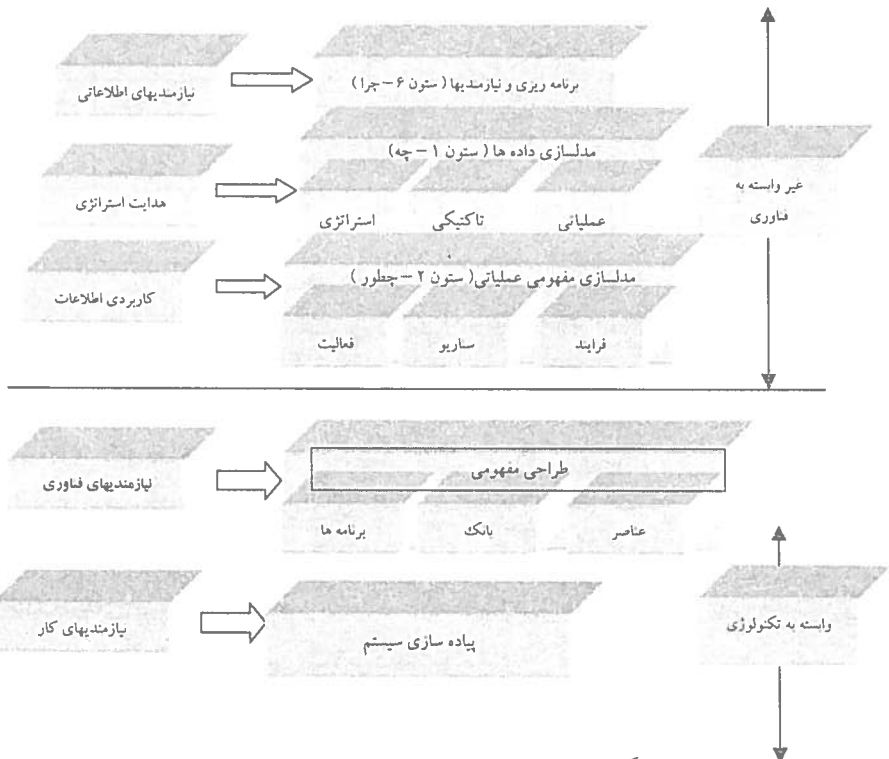 برنامه ریزی و نیازمندیها ( ستون ۶ – چرا )
نیازمندیهای اطلاعاتی
مدلسازی داده ها ( ستون ۱ – چه)
غیر وابسته به
فناوری
هدایت استراتژی
عملیاتی
تاکتیکی
استراتژی
مدلسازی مفهومی عملیاتی( ستون ۲ – چطور )
کاربردی اطلاعات
فرایند
سناریو
فعالیت
طراحی مفهومی
نیازمندیهای فناوری
عناصر
بانک
برنامه ها
وابسته به تکنولوژی
نیازمندیهای کار
پیاده سازی سیستم